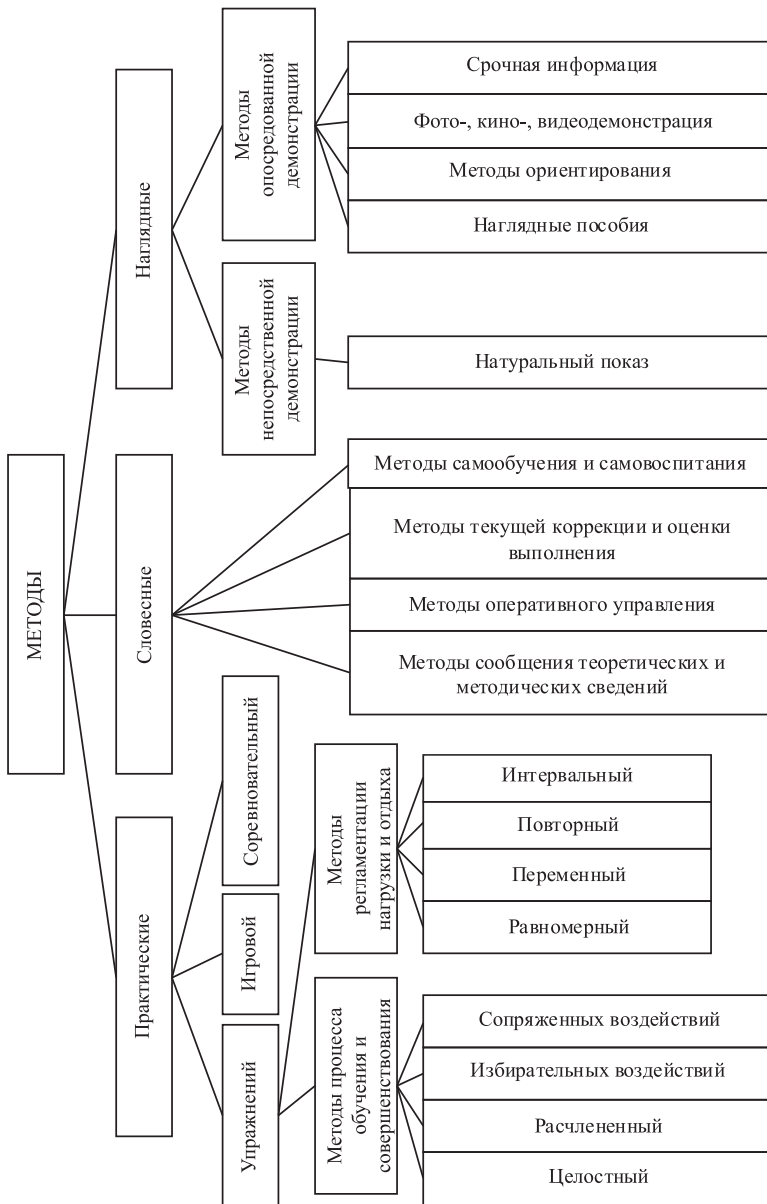 МЕТОДЫ
Наглядные
Методы
опосредованной
демонстрации
Срочная информация
Фото-, кино-, видеодемонстрация
Методы ориентирования
Наглядные пособия
Методы
непосредственной
демонстрации
Натуральный показ
Словесные
Методы самообучения и самовоспитания
Методы текущей коррекции и оценки
выполнения
Методы оперативного управления
Методы сообщения теоретических и
методических сведений
Практические
Соревновательный
Игровой
Упражнений
Методы
регламентации
нагрузки и отдыха
Интервальный
Повторный
Переменный
Равномерный
Методы процесса
обучения и
совершенствования
Сопряженных воздействий
Избирательных воздействий
Расчлененный
Целостный